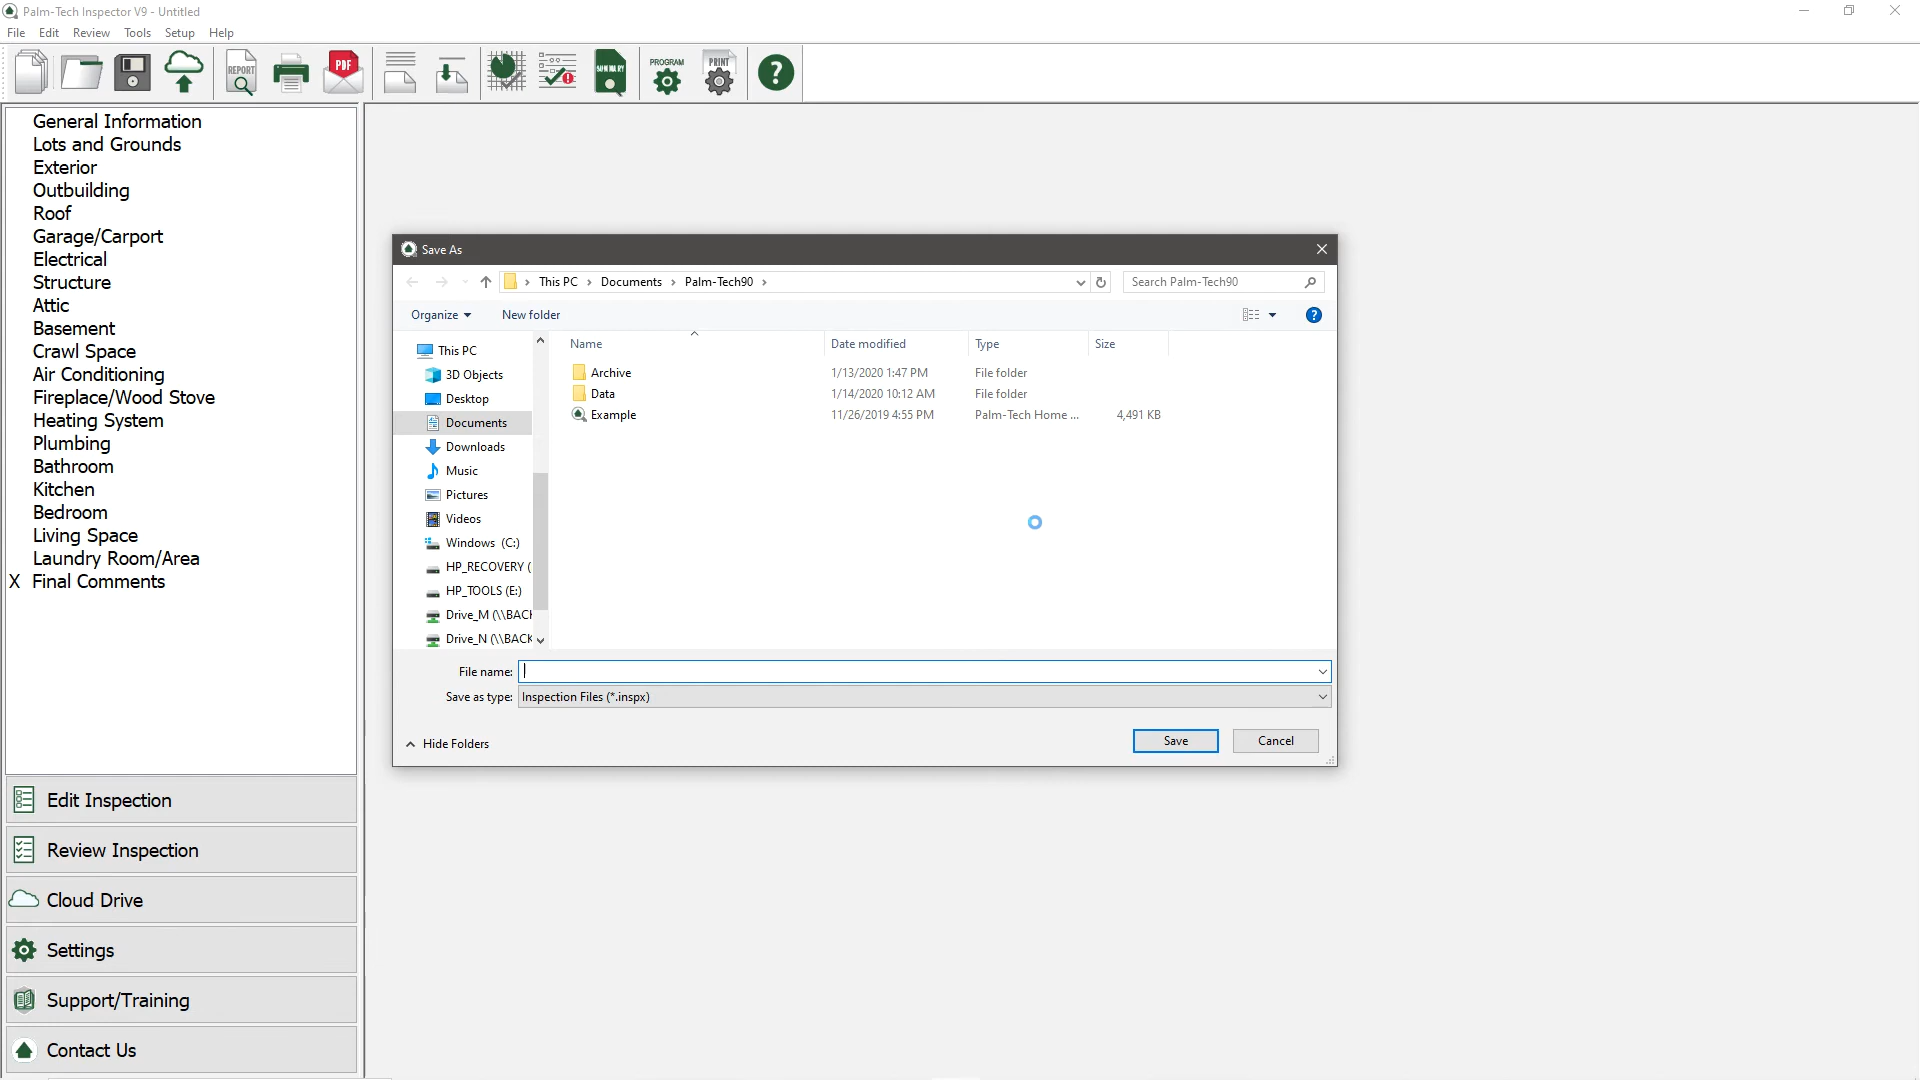 Palm-Tech Inspector V9 - Untitled
File Edit Review Tools Setup Help
REPORT PDF SUMMARY PROGRAM PRINT ?
General Information
Lots and Grounds
Exterior
Outbuilding
Roof
Garage/Carport
Electrical
Structure
Attic
Basement
Crawl Space
Air Conditioning
Fireplace/Wood Stove
Heating System
Plumbing
Bathroom
Kitchen
Bedroom
Living Space
Laundry Room/Area
X Final Comments
Edit Inspection
Review Inspection
Cloud Drive
Settings
Support/Training
Contact Us
Save As
This PC › Documents › Palm-Tech90 ›
Search Palm-Tech90
Organize New folder
?
This PC
3D Objects
Desktop
Documents
Downloads
Music
Pictures
Videos
Windows (C:)
HP_RECOVERY (
HP_TOOLS (E:)
Drive_M (\\BACK
Drive_N (\\BACK
Name Date modified Type Size
Archive 1/13/2020 1:47 PM File folder
Data 1/14/2020 10:12 AM File folder
Example 11/26/2019 4:55 PM Palm-Tech Home ... 4,491 KB
File name:
Save as type: Inspection Files (*.inspx)
Hide Folders
Save Cancel